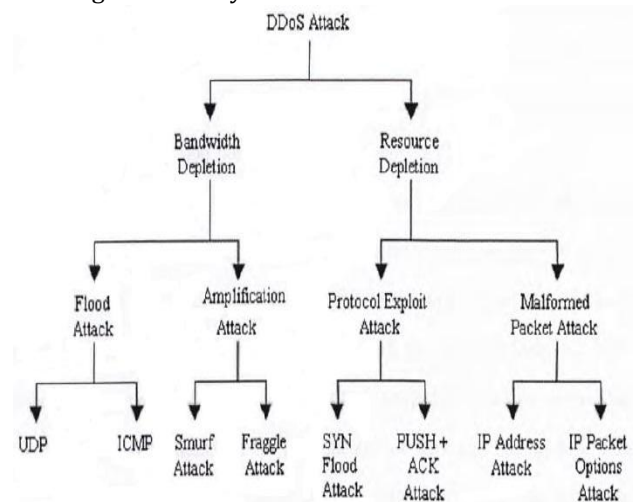 DDoS Attack
Bandwidth
Depletion
Resource
Depletion
Flood
Attack
Amplification
Attack
Protocol Exploit
Attack
Malformed
Packet Attack
UDP
ICMP
Smurf
Attack
Fraggle
Attack
SYN
Flood
Attack
PUSH +
ACK
Attack
IP Address
Attack
IP Packet
Options
Attack